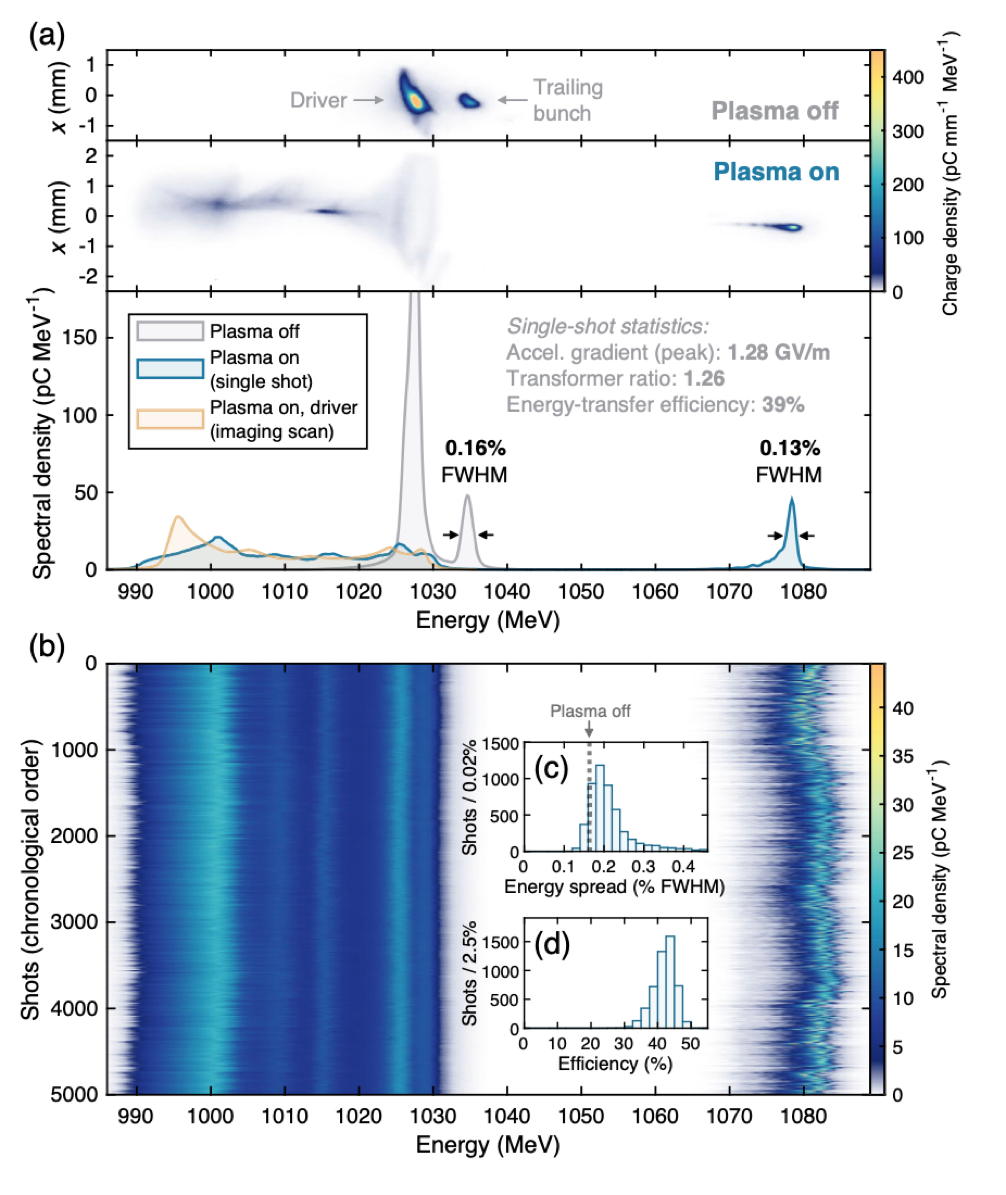 (a)
x (mm)
1
0
-1
Driver
Trailing
bunch
Plasma off
x (mm)
2
1
0
-1
-2
Plasma on
400
300
200
100
0
Charge density (pC mm⁻¹ MeV⁻¹)
Spectral density (pC MeV⁻¹)
150
100
50
0
Plasma off
Plasma on
(single shot)
Plasma on, driver
(imaging scan)
Single-shot statistics:
Accel. gradient (peak): 1.28 GV/m
Transformer ratio: 1.26
Energy-transfer efficiency: 39%
0.16%
FWHM
0.13%
FWHM
990 1000 1010 1020 1030 1040 1050 1060 1070 1080
Energy (MeV)
(b)
Shots (chronological order)
0
1000
2000
3000
4000
5000
Plasma off
(c)
Shots / 0.02%
1500
1000
500
0
0 0.1 0.2 0.3 0.4
Energy spread (% FWHM)
(d)
Shots / 2.5%
1500
1000
500
0
0 10 20 30 40 50
Efficiency (%)
40
35
30
25
20
15
10
5
0
Spectral density (pC MeV⁻¹)
990 1000 1010 1020 1030 1040 1050 1060 1070 1080
Energy (MeV)